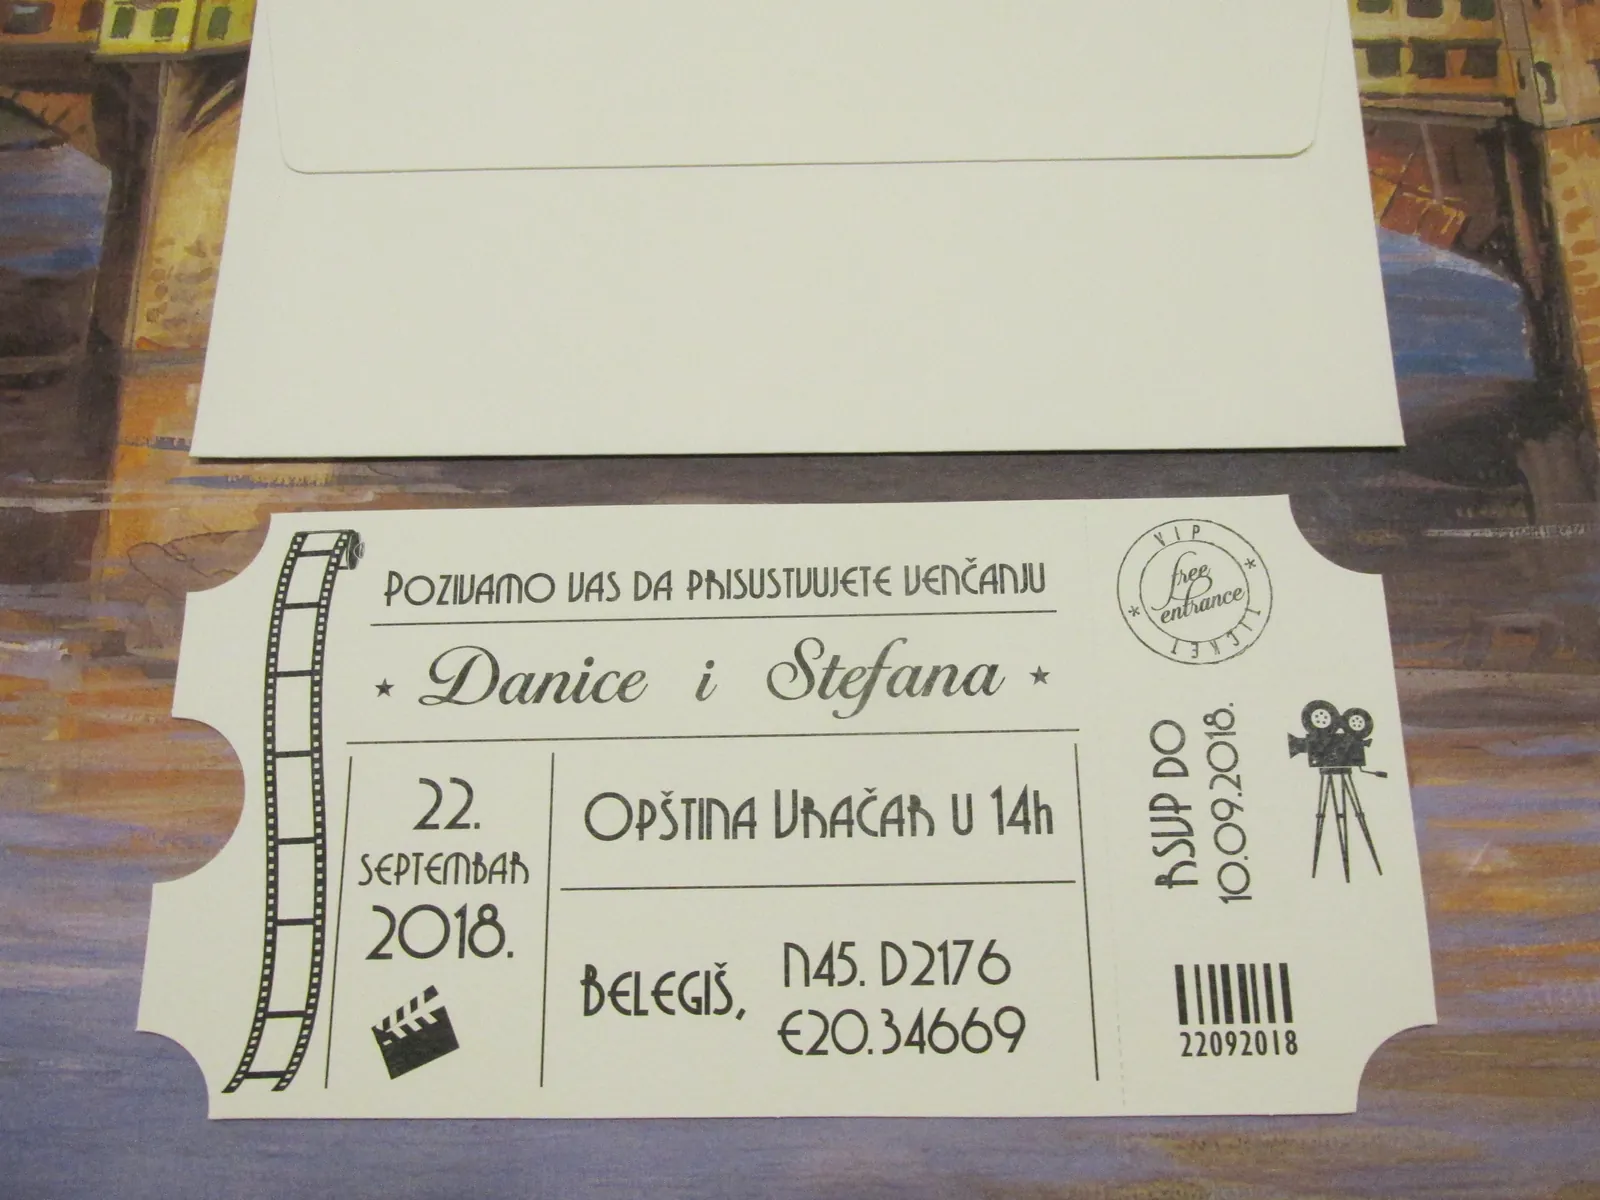 POZIVAMO VAS DA PRISUSTVUJETE VENČANJU
Danice i Stefana
22.
SEPTEMBAR
2018.
OPŠTINA VRAČAR U 14h
BELEGIŠ,
N45. D2176
E20.34669
VIP
free
entrance
TICKET
RSVP DO
10.09.2018.
22092018